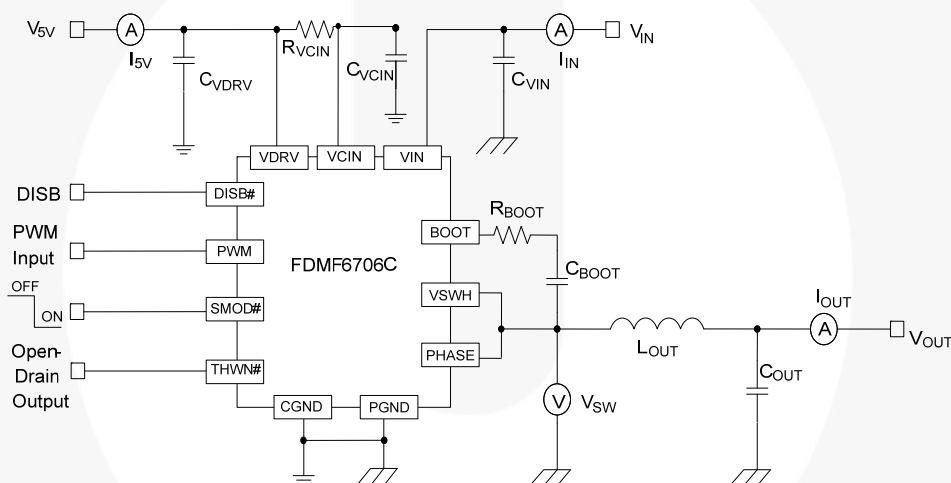 V5V
A
I5V
CVDRV
RVCIN
CVCIN
CVIN
A
IIN
VIN
VDRV
VCIN
VIN
DISB
DISB#
PWM
Input
PWM
OFF
ON
SMOD#
Open-
Drain
Output
THWN#
FDMF6706C
BOOT
VSWH
PHASE
CGND
PGND
RBOOT
CBOOT
V
VSW
LOUT
COUT
IOUT
A
VOUT